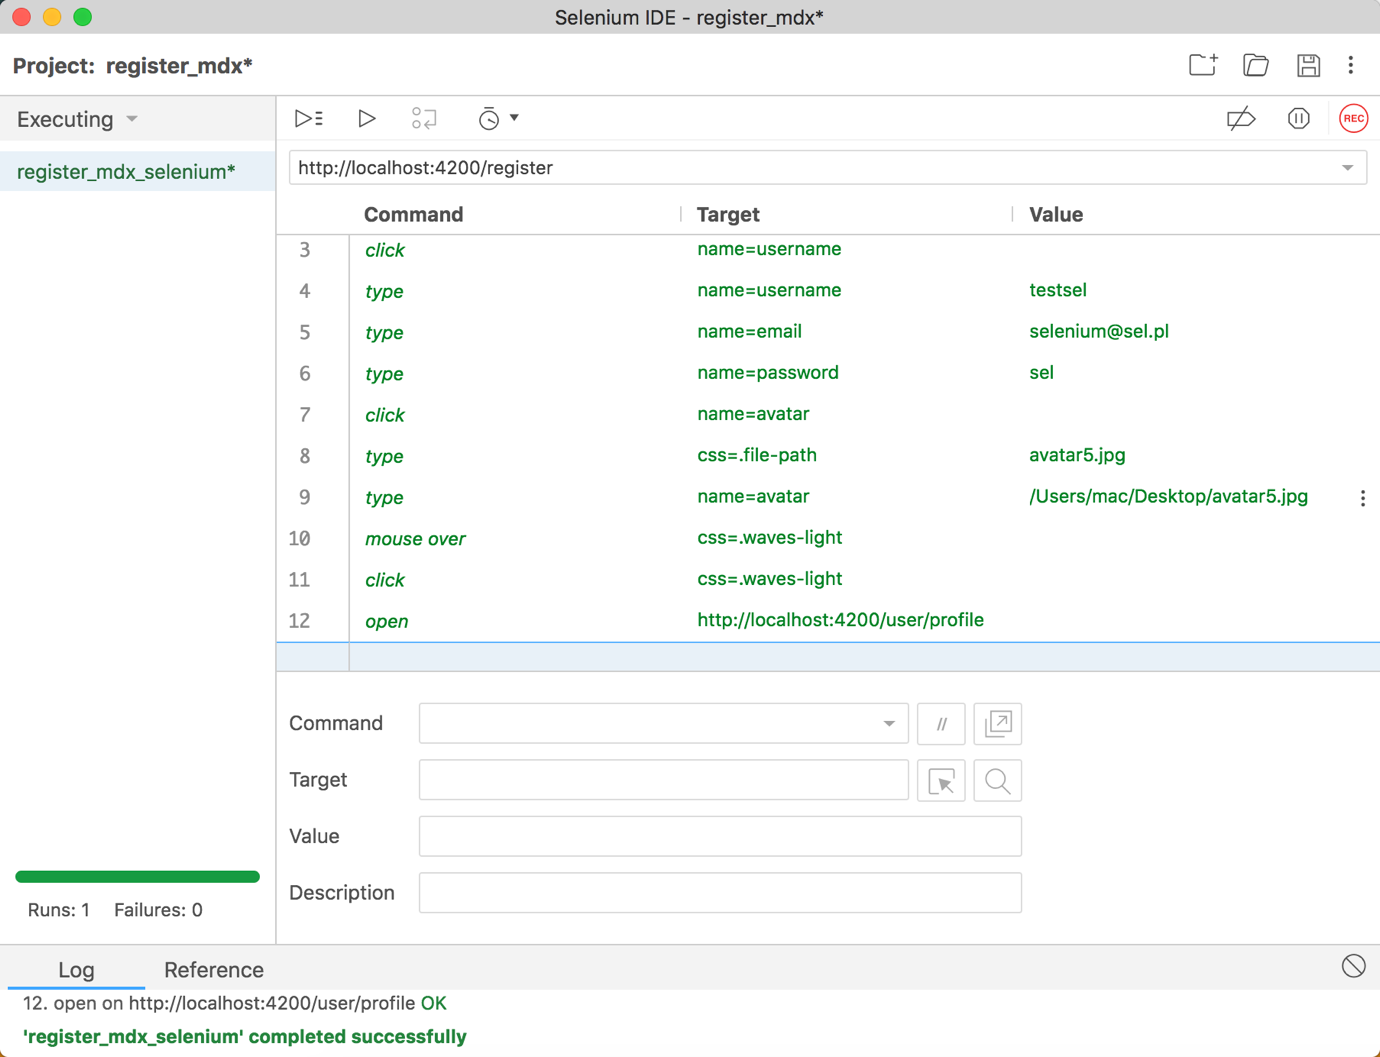 Selenium IDE - register_mdx*
Project: register_mdx*
Executing
REC
register_mdx_selenium*
http://localhost:4200/register
Command Target Value
3 click name=username
4 type name=username testsel
5 type name=email selenium@sel.pl
6 type name=password sel
7 click name=avatar
8 type css=.file-path avatar5.jpg
9 type name=avatar /Users/mac/Desktop/avatar5.jpg
10 mouse over css=.waves-light
11 click css=.waves-light
12 open http://localhost:4200/user/profile
Command //
Target
Value
Description
Runs: 1 Failures: 0
Log Reference
12. open on http://localhost:4200/user/profile OK
'register_mdx_selenium' completed successfully